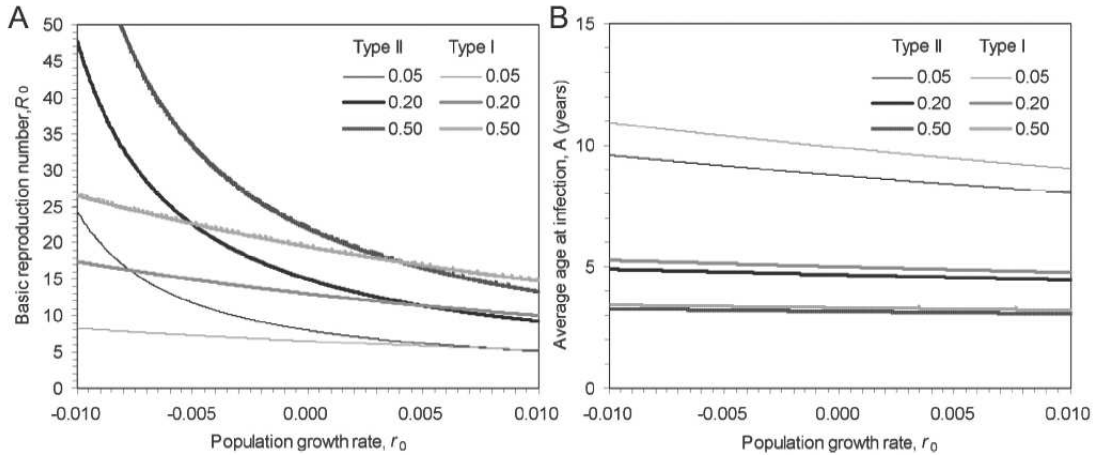 A
Basic reproduction number, R0
50
45
40
35
30
25
20
15
10
5
0
Type II Type I
0.05 0.05
0.20 0.20
0.50 0.50
-0.010 -0.005 0.000 0.005 0.010
Population growth rate, r0
B
Average age at infection, A (years)
15
10
5
0
Type II Type I
0.05 0.05
0.20 0.20
0.50 0.50
-0.010 -0.005 0.000 0.005 0.010
Population growth rate, r0